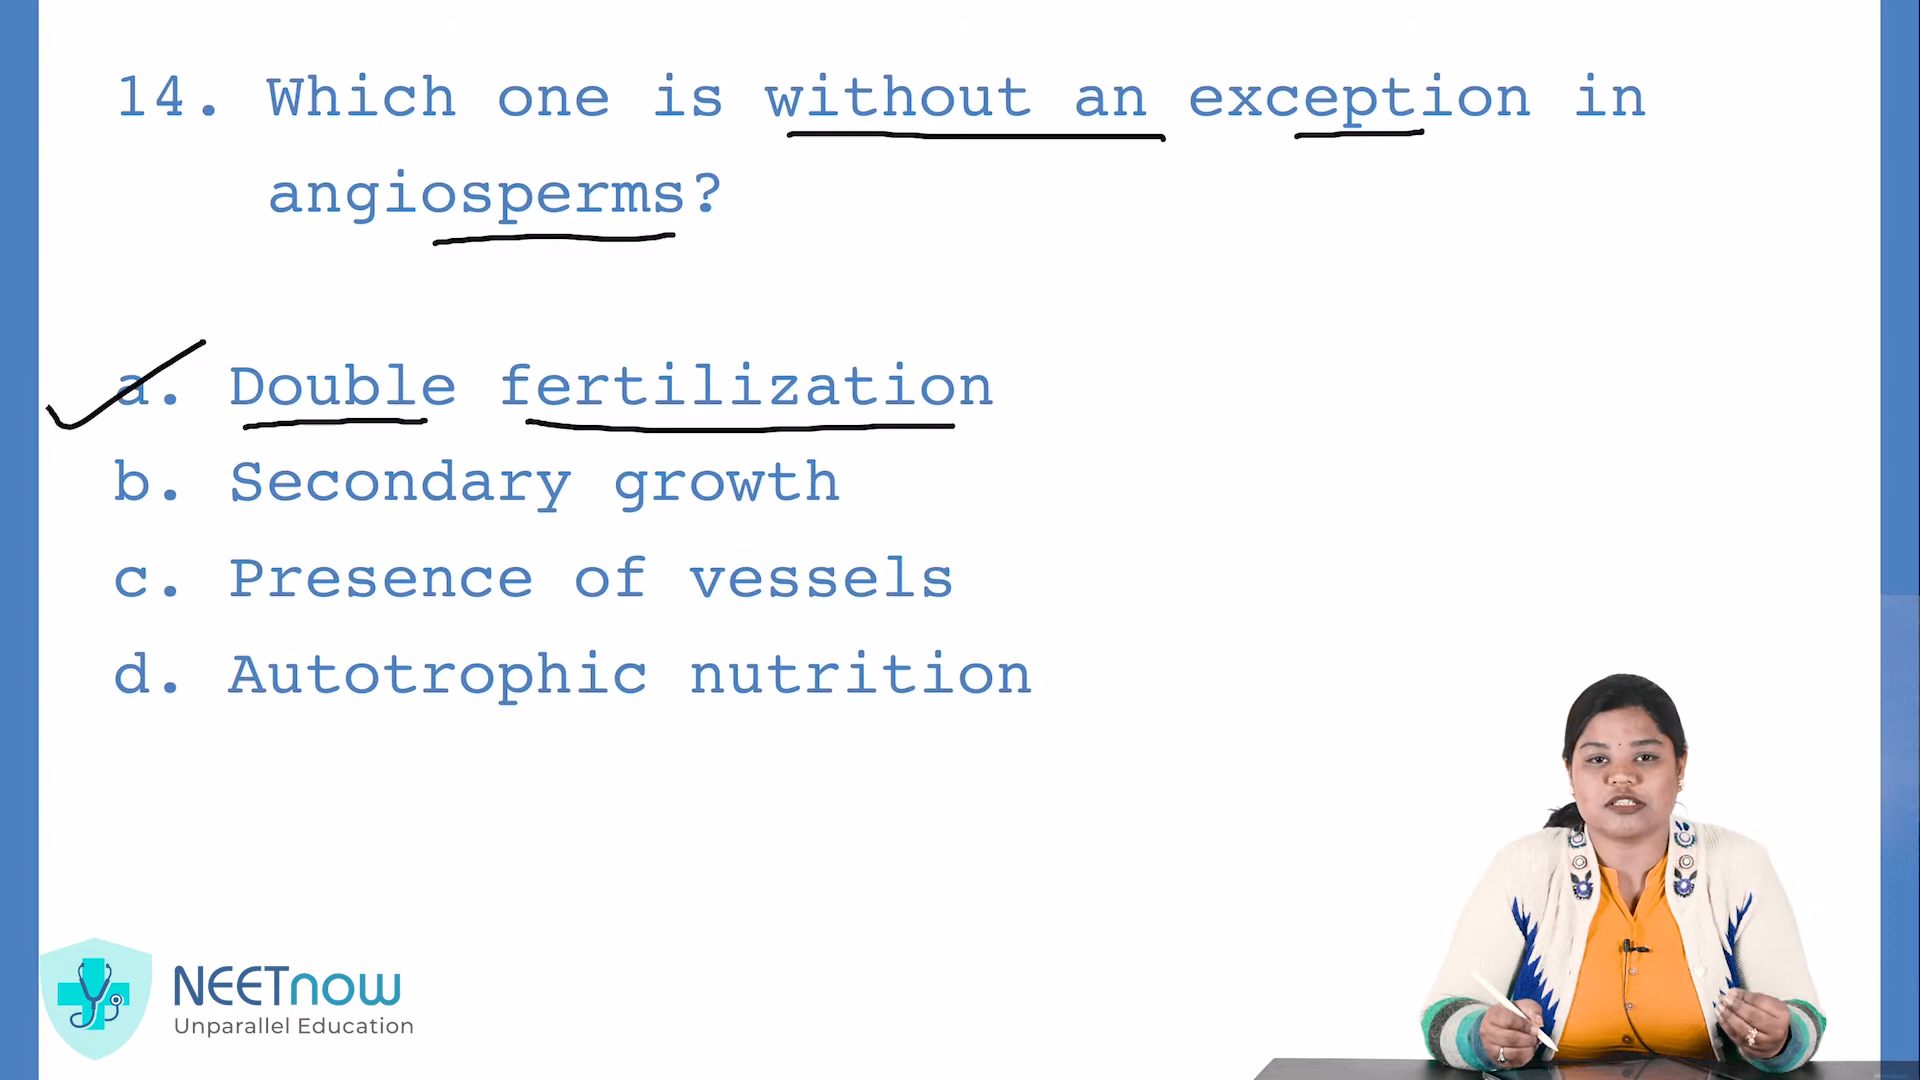 14. Which one is without an exception in
angiosperms?
a. Double fertilization
b. Secondary growth
c. Presence of vessels
d. Autotrophic nutrition
NEETnow
Unparallel Education